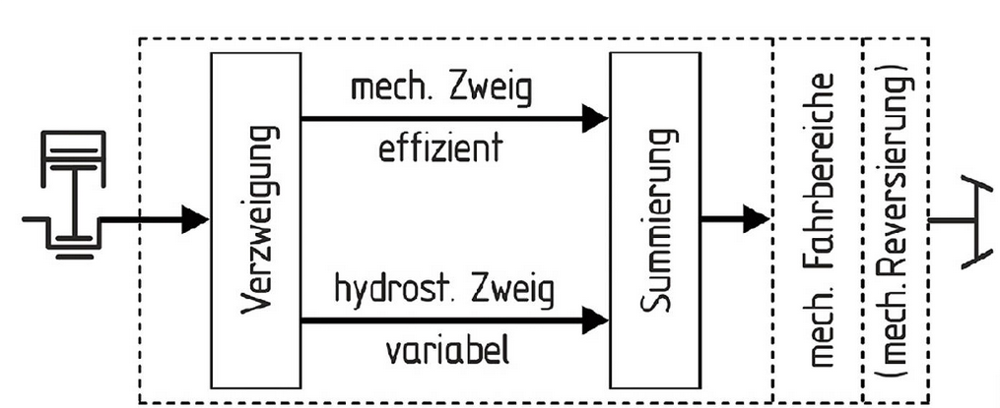 Verzweigung
mech. Zweig
effizient
hydrost. Zweig
variabel
Summierung
mech. Fahrbereiche
(mech.Reversierung)